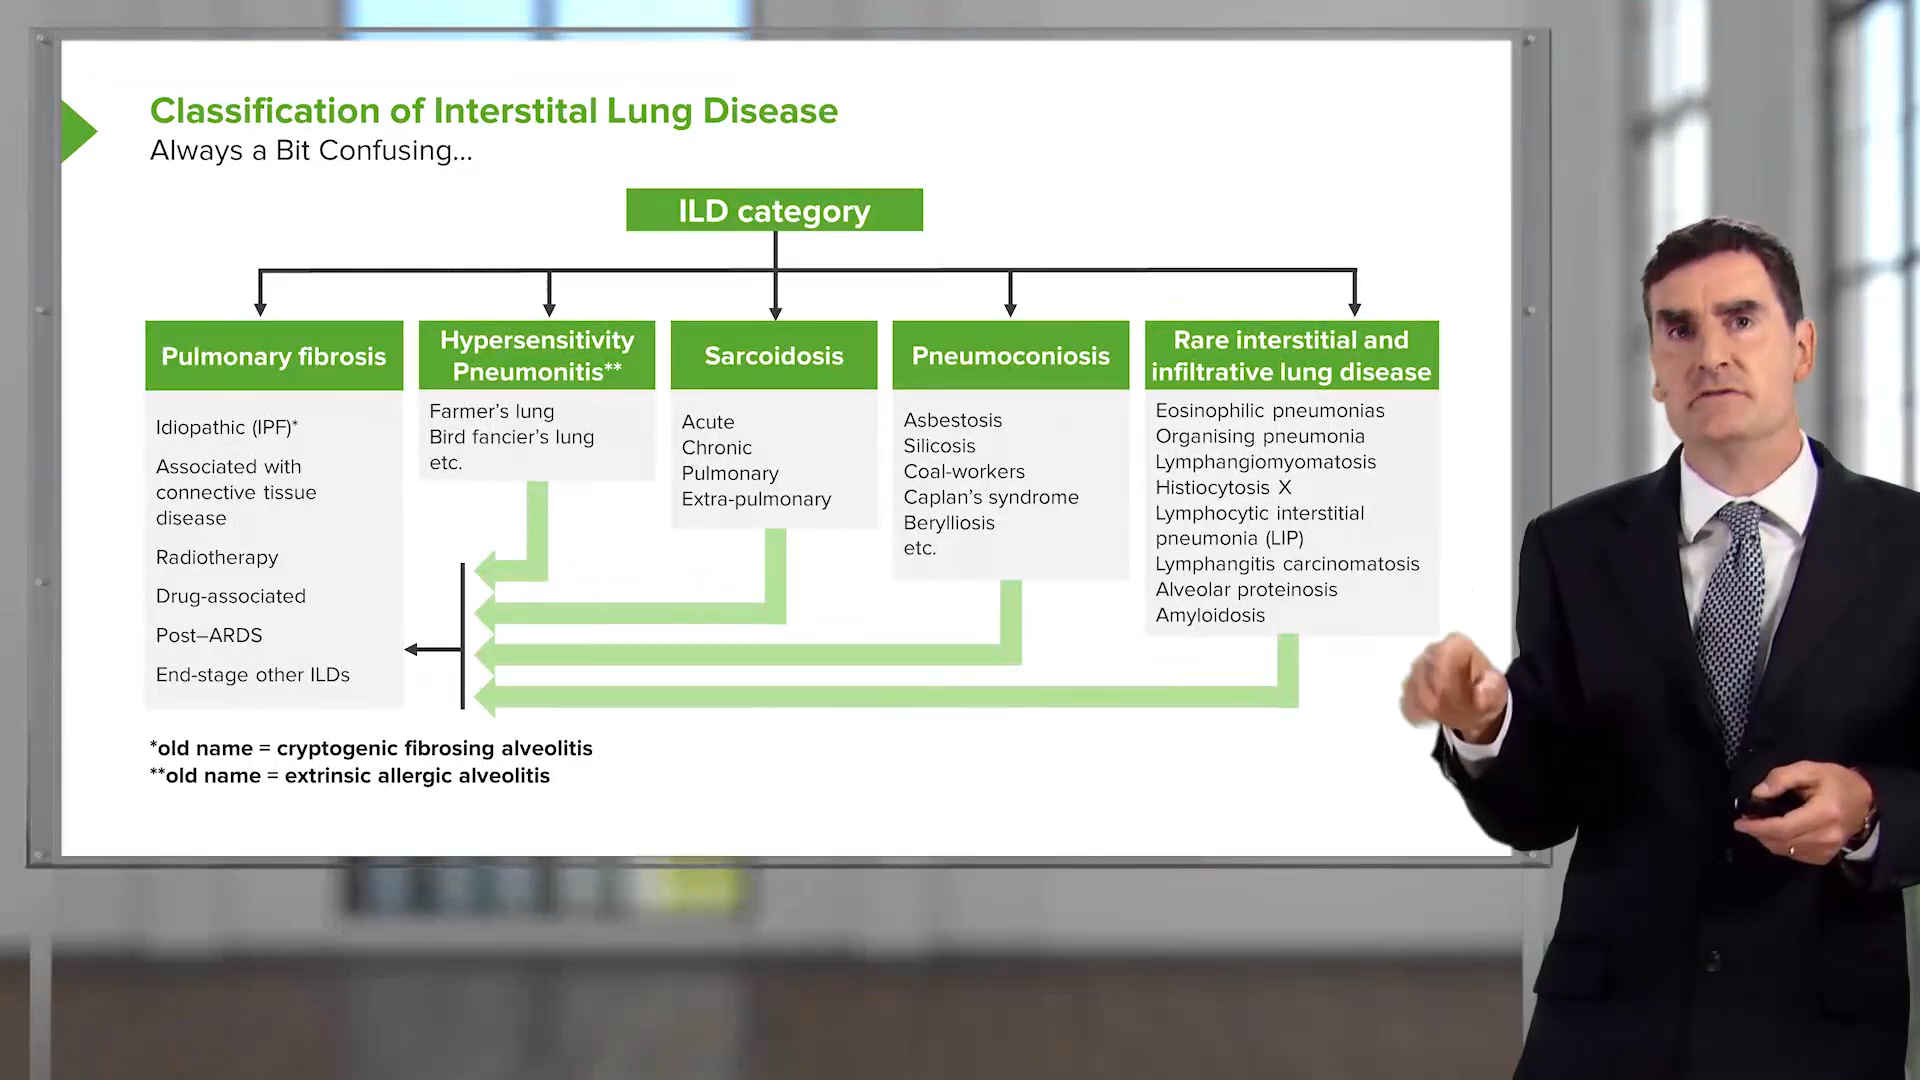 Classification of Interstital Lung Disease
Always a Bit Confusing...
ILD category
Pulmonary fibrosis
Idiopathic (IPF)*
Associated with
connective tissue
disease
Radiotherapy
Drug-associated
Post–ARDS
End-stage other ILDs
Hypersensitivity
Pneumonitis**
Farmer's lung
Bird fancier's lung
etc.
Sarcoidosis
Acute
Chronic
Pulmonary
Extra-pulmonary
Pneumoconiosis
Asbestosis
Silicosis
Coal-workers
Caplan's syndrome
Berylliosis
etc.
Rare interstitial and
infiltrative lung disease
Eosinophilic pneumonias
Organising pneumonia
Lymphangiomyomatosis
Histiocytosis X
Lymphocytic interstitial
pneumonia (LIP)
Lymphangitis carcinomatosis
Alveolar proteinosis
Amyloidosis
*old name = cryptogenic fibrosing alveolitis
**old name = extrinsic allergic alveolitis